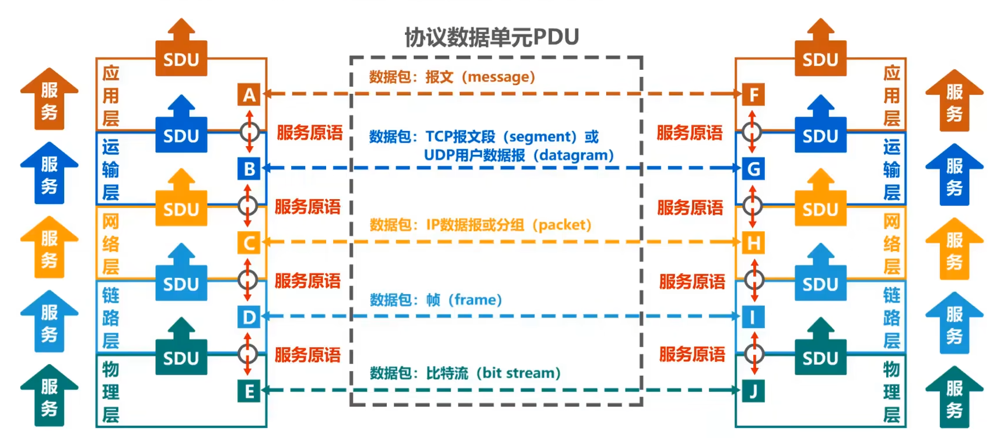 协议数据单元PDU
SDU
SDU
应用层
应用层
服务
服务
数据包：报文（message）
A
F
服务原语
服务原语
SDU
SDU
运输层
运输层
服务
服务
数据包：TCP报文段（segment）或
UDP用户数据报（datagram）
B
G
服务原语
服务原语
SDU
SDU
网络层
网络层
服务
服务
数据包：IP数据报或分组（packet）
C
H
服务原语
服务原语
SDU
SDU
链路层
链路层
服务
服务
数据包：帧（frame）
D
I
服务原语
服务原语
SDU
SDU
物理层
物理层
服务
服务
数据包：比特流（bit stream）
E
J